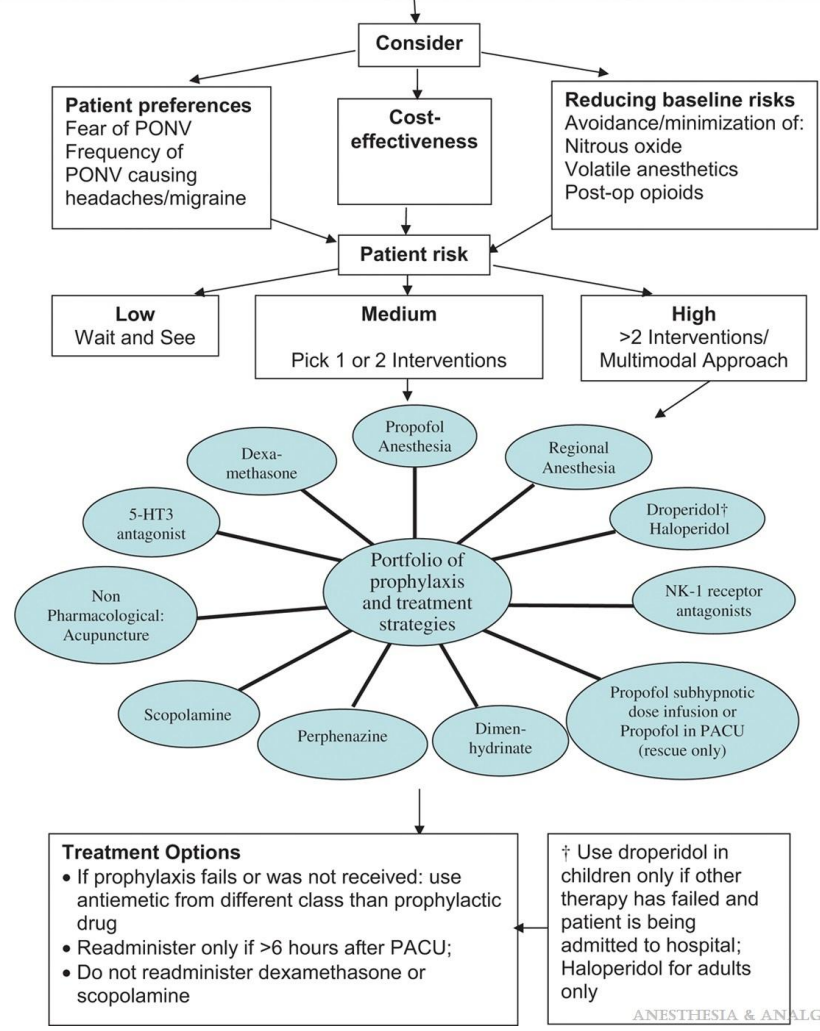 Consider
Patient preferences
Fear of PONV
Frequency of
PONV causing
headaches/migraine
Cost-
effectiveness
Reducing baseline risks
Avoidance/minimization of:
Nitrous oxide
Volatile anesthetics
Post-op opioids
Patient risk
Low
Wait and See
Medium
Pick 1 or 2 Interventions
High
>2 Interventions/
Multimodal Approach
Propofol
Anesthesia
Dexa-
methasone
Regional
Anesthesia
5-HT3
antagonist
Droperidol†
Haloperidol
Portfolio of
prophylaxis
and treatment
strategies
Non
Pharmacological:
Acupuncture
NK-1 receptor
antagonists
Scopolamine
Perphenazine
Dimen-
hydrinate
Propofol subhypnotic
dose infusion or
Propofol in PACU
(rescue only)
Treatment Options
• If prophylaxis fails or was not received: use
antiemetic from different class than prophylactic
drug
• Readminister only if >6 hours after PACU;
• Do not readminister dexamethasone or
scopolamine
† Use droperidol in
children only if other
therapy has failed and
patient is being
admitted to hospital;
Haloperidol for adults
only
ANESTHESIA & ANALG